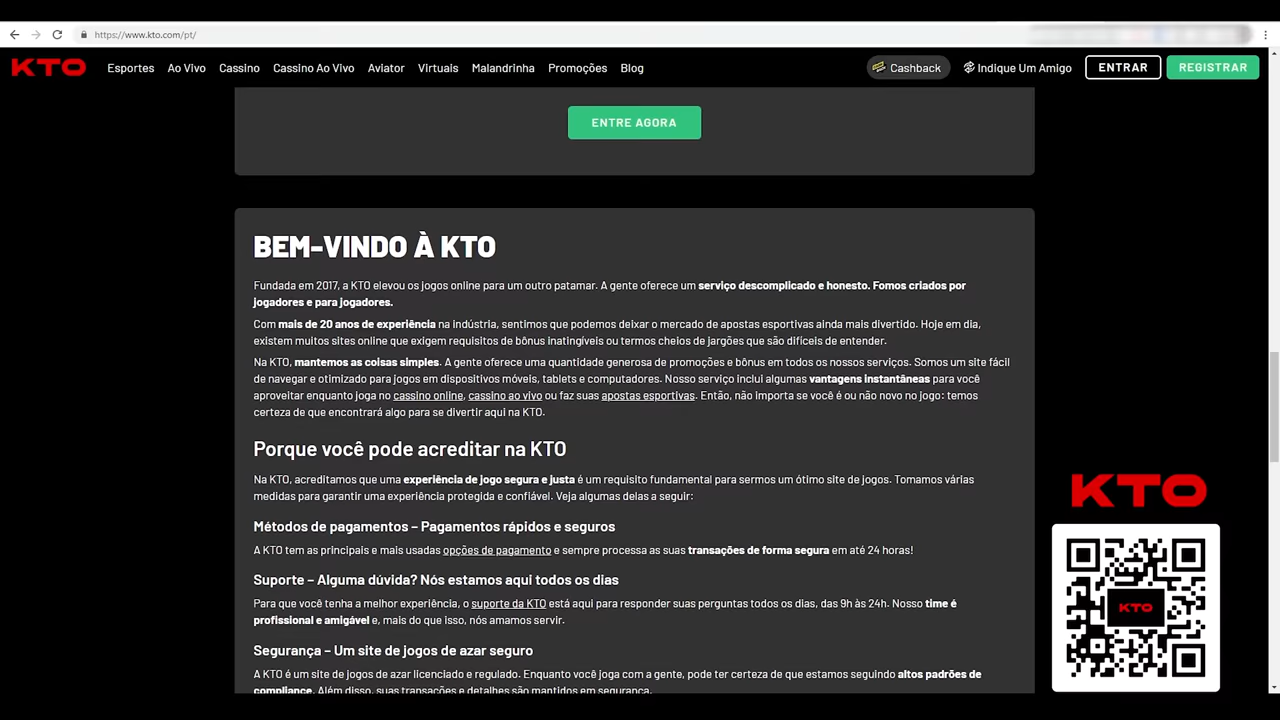 https://www.kto.com/pt/
KTO Esportes Ao Vivo Cassino Cassino Ao Vivo Aviator Virtuais Malandrinha Promoções Blog Cashback Indique Um Amigo ENTRAR REGISTRAR
ENTRE AGORA
BEM-VINDO À KTO
Fundada em 2017, a KTO elevou os jogos online para um outro patamar. A gente oferece um serviço descomplicado e honesto. Fomos criados por
jogadores e para jogadores.
Com mais de 20 anos de experiência na indústria, sentimos que podemos deixar o mercado de apostas esportivas ainda mais divertido. Hoje em dia,
existem muitos sites online que exigem requisitos de bônus inatingíveis ou termos cheios de jargões que são difíceis de entender.
Na KTO, mantemos as coisas simples. A gente oferece uma quantidade generosa de promoções e bônus em todos os nossos serviços. Somos um site fácil
de navegar e otimizado para jogos em dispositivos móveis, tablets e computadores. Nosso serviço inclui algumas vantagens instantâneas para você
aproveitar enquanto joga no cassino online, cassino ao vivo ou faz suas apostas esportivas. Então, não importa se você é ou não novo no jogo: temos
certeza de que encontrará algo para se divertir aqui na KTO.
Porque você pode acreditar na KTO
Na KTO, acreditamos que uma experiência de jogo segura e justa é um requisito fundamental para sermos um ótimo site de jogos. Tomamos várias
medidas para garantir uma experiência protegida e confiável. Veja algumas delas a seguir:
Métodos de pagamentos – Pagamentos rápidos e seguros
A KTO tem as principais e mais usadas opções de pagamento e sempre processa as suas transações de forma segura em até 24 horas!
Suporte – Alguma dúvida? Nós estamos aqui todos os dias
Para que você tenha a melhor experiência, o suporte da KTO está aqui para responder suas perguntas todos os dias, das 9h às 24h. Nosso time é
profissional e amigável e, mais do que isso, nós amamos servir.
Segurança – Um site de jogos de azar seguro
A KTO é um site de jogos de azar licenciado e regulado. Enquanto você joga com a gente, pode ter certeza de que estamos seguindo altos padrões de
compliance. Além disso, suas transações e detalhes são mantidos em segurança.
KTO
KTO